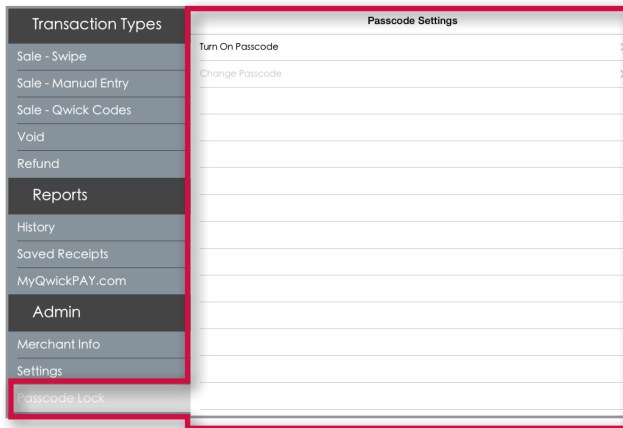 Transaction Types
Sale - Swipe
Sale - Manual Entry
Sale - Qwick Codes
Void
Refund
Reports
History
Saved Receipts
MyQwickPAY.com
Admin
Merchant Info
Settings
Passcode Lock
Passcode Settings
Turn On Passcode
Change Passcode